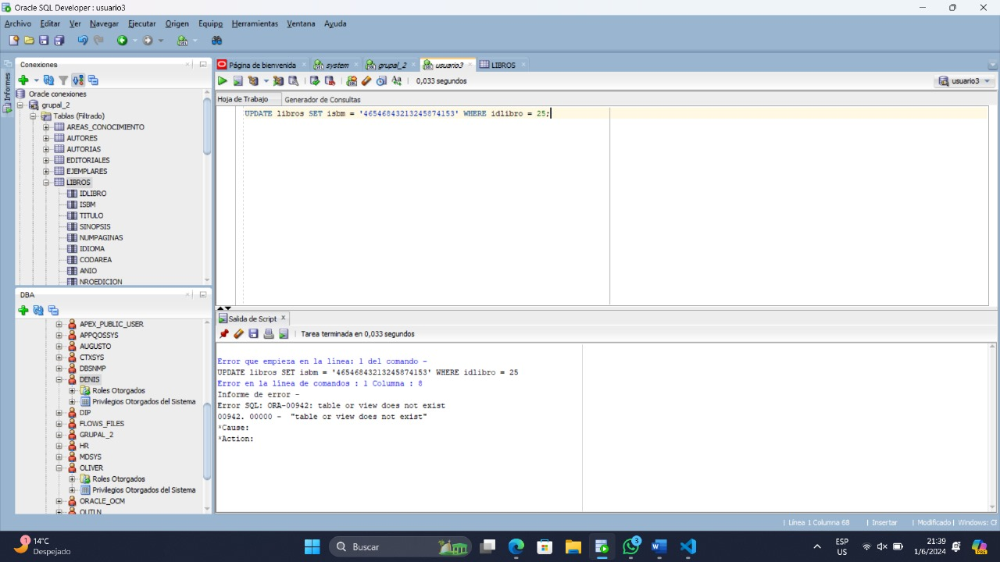 Oracle SQL Developer : usuario3
Archivo Editar Ver Navegar Ejecutar Origen Equipo Herramientas Ventana Ayuda
Informes
Conexiones
Oracle conexiones
grupal_2
Tablas (Filtrado)
AREAS_CONOCIMIENTO
AUTORES
AUTORIAS
EDITORIALES
EJEMPLARES
LIBROS
IDLIBRO
ISBM
TITULO
SINOPSIS
NUMPAGINAS
IDIOMA
CODAREA
ANIO
NROEDICION
DBA
APEX_PUBLIC_USER
APPQOSSYS
AUGUSTO
CTXSYS
DBSNMP
DENIS
Roles Otorgados
Privilegios Otorgados del Sistema
DIP
FLOWS_FILES
GRUPAL_2
HR
MDSYS
OLIVER
Roles Otorgados
Privilegios Otorgados del Sistema
ORACLE_OCM
OUTLN
Página de bienvenida system grupal_2 usuario3 LIBROS
0,033 segundos usuario3
Hoja de Trabajo Generador de Consultas
UPDATE libros SET isbm = '46546843213245874153' WHERE idlibro = 25;
Salida de Script
Tarea terminada en 0,033 segundos
Error que empieza en la línea: 1 del comando -
UPDATE libros SET isbm = '46546843213245874153' WHERE idlibro = 25
Error en la línea de comandos : 1 Columna : 8
Informe de error -
Error SQL: ORA-00942: table or view does not exist
00942. 00000 - "table or view does not exist"
*Cause:
*Action:
Línea 1 Columna 68 | Insertar | Modificado | Windows: CR
14°C
Despejado
Buscar
3
ESP
MX
21:39
1/6/2024